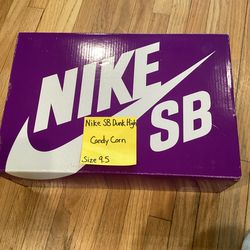 NIKE
SB
Nike SB Dunk High
Candy Corn
Size 9.5